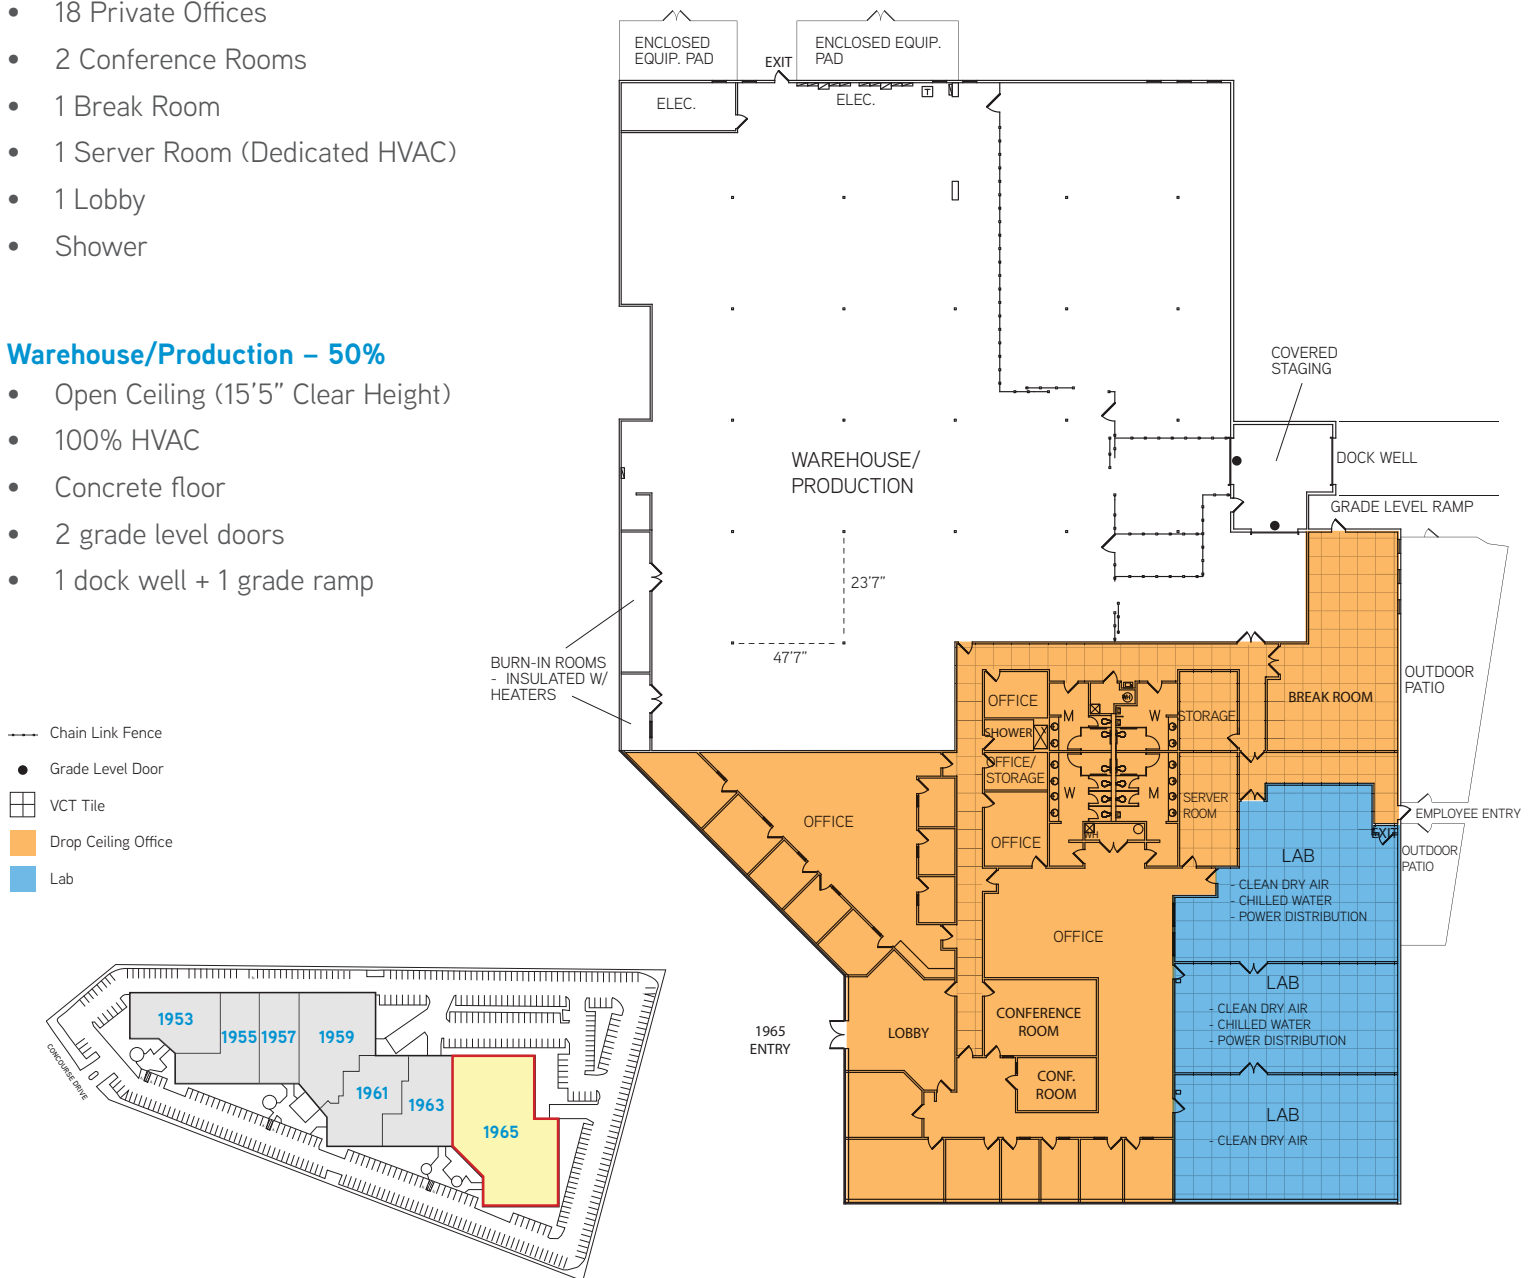 • 18 Private Offices
• 2 Conference Rooms
• 1 Break Room
• 1 Server Room (Dedicated HVAC)
• 1 Lobby
• Shower
Warehouse/Production – 50%
• Open Ceiling (15'5" Clear Height)
• 100% HVAC
• Concrete floor
• 2 grade level doors
• 1 dock well + 1 grade ramp
Chain Link Fence
Grade Level Door
VCT Tile
Drop Ceiling Office
Lab
ENCLOSED
EQUIP. PAD
ENCLOSED EQUIP.
PAD
EXIT
ELEC.
ELEC.
T
COVERED
STAGING
DOCK WELL
GRADE LEVEL RAMP
WAREHOUSE/
PRODUCTION
23'7"
47'7"
BURN-IN ROOMS
- INSULATED W/
HEATERS
OUTDOOR
PATIO
BREAK ROOM
OFFICE
M
W
STORAGE
SHOWER
OFFICE/
STORAGE
W
M
SERVER
ROOM
OFFICE
OFFICE
WH
EMPLOYEE ENTRY
EXIT
OUTDOOR
PATIO
LAB
- CLEAN DRY AIR
- CHILLED WATER
- POWER DISTRIBUTION
OFFICE
LAB
- CLEAN DRY AIR
- CHILLED WATER
- POWER DISTRIBUTION
CONFERENCE
ROOM
LOBBY
1965
ENTRY
CONF.
ROOM
LAB
- CLEAN DRY AIR
1953
1955
1957
1959
1961
1963
1965
CONCOURSE DRIVE